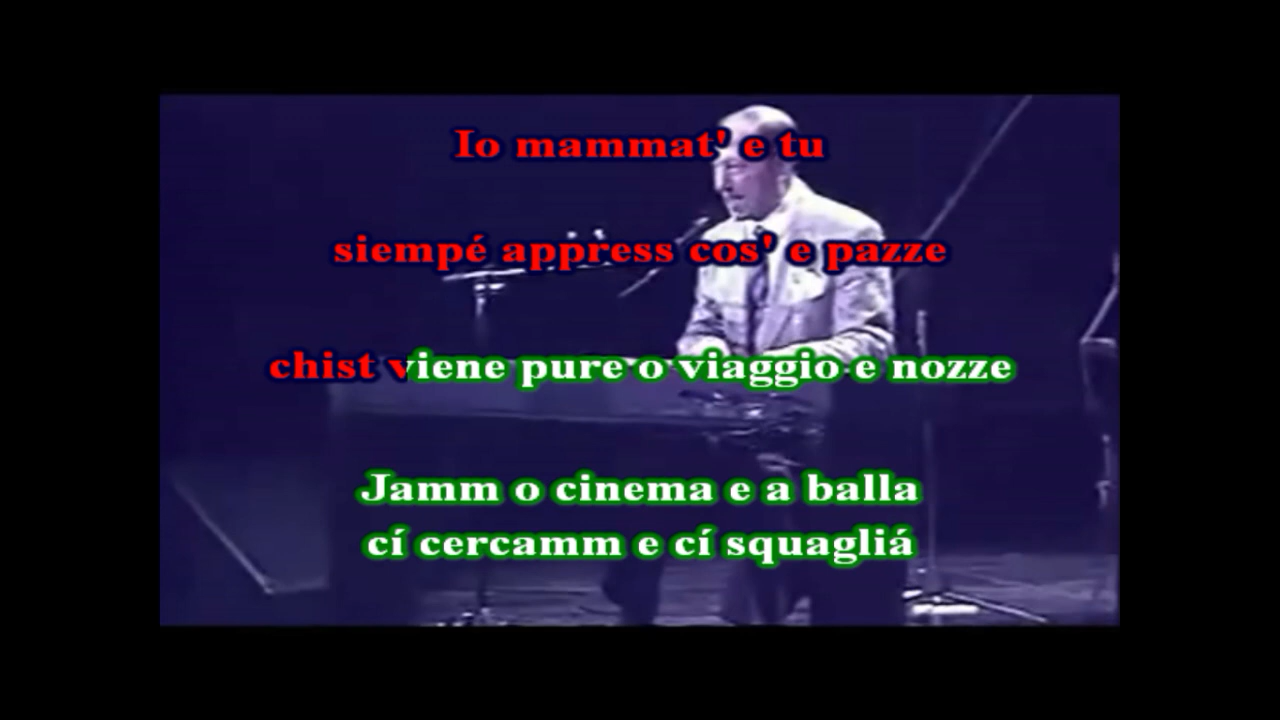 Io mammat' e tu
siempé appress cos' e pazze
chist viene pure o viaggio e nozze
Jamm o cinema e a balla
cí cercamm e cí squagliá